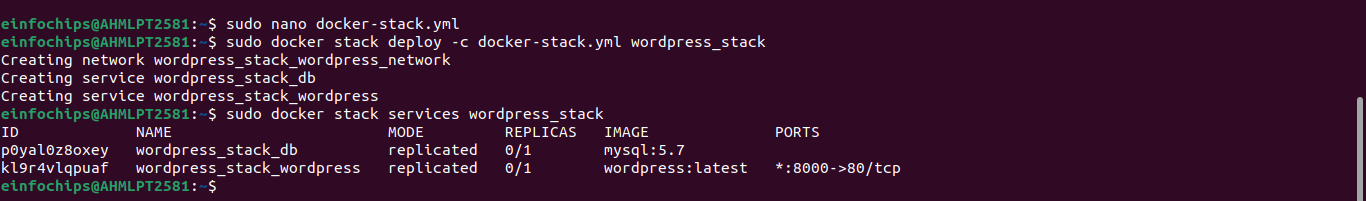 einfochips@AHMLPT2581:~$ sudo nano docker-stack.yml
einfochips@AHMLPT2581:~$ sudo docker stack deploy -c docker-stack.yml wordpress_stack
Creating network wordpress_stack_wordpress_network
Creating service wordpress_stack_db
Creating service wordpress_stack_wordpress
einfochips@AHMLPT2581:~$ sudo docker stack services wordpress_stack
ID             NAME                        MODE         REPLICAS   IMAGE              PORTS
p0yal0z8oxey   wordpress_stack_db          replicated   0/1        mysql:5.7
kl9r4vlqpuaf   wordpress_stack_wordpress   replicated   0/1        wordpress:latest   *:8000->80/tcp
einfochips@AHMLPT2581:~$